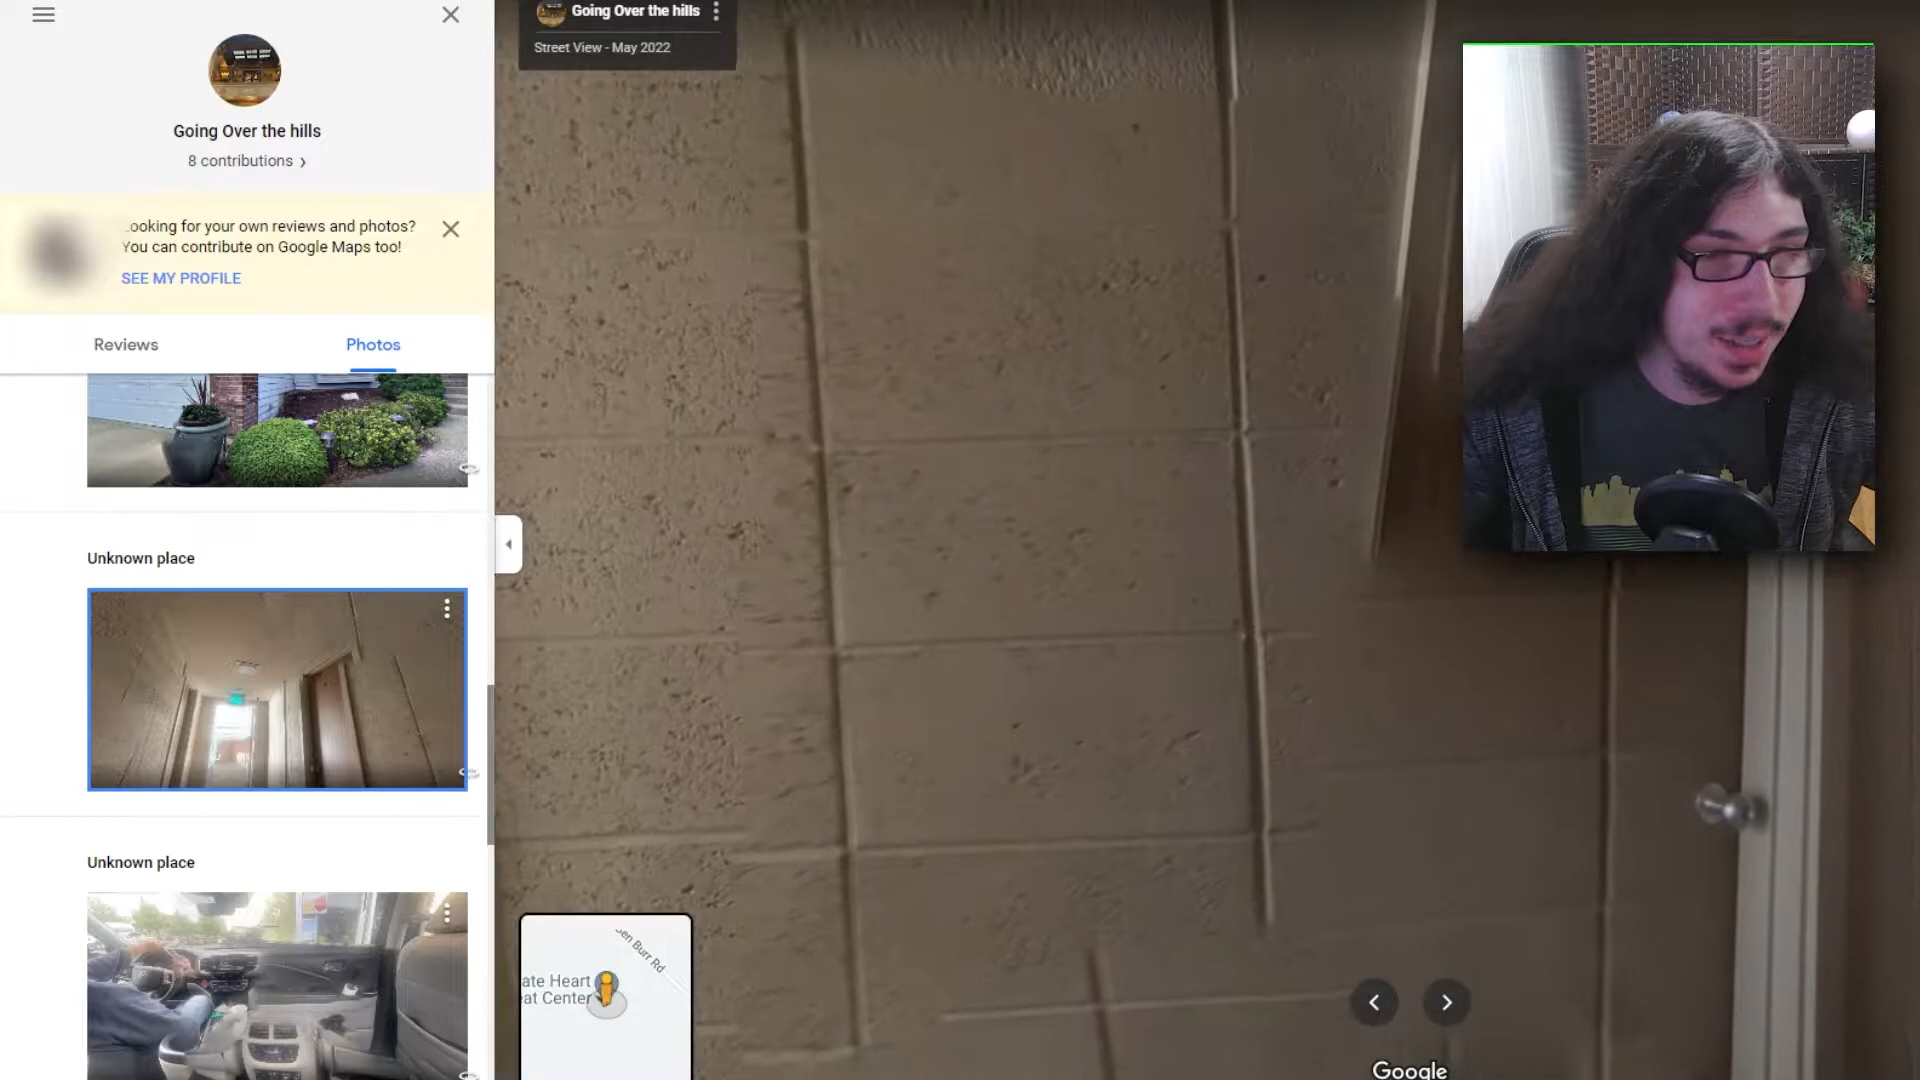 Going Over the hills
8 contributions ›
ooking for your own reviews and photos?
You can contribute on Google Maps too!
SEE MY PROFILE
Reviews
Photos
Unknown place
Unknown place
Going Over the hills
Street View - May 2022
en Burr Rd
ate Heart
eat Center
Google